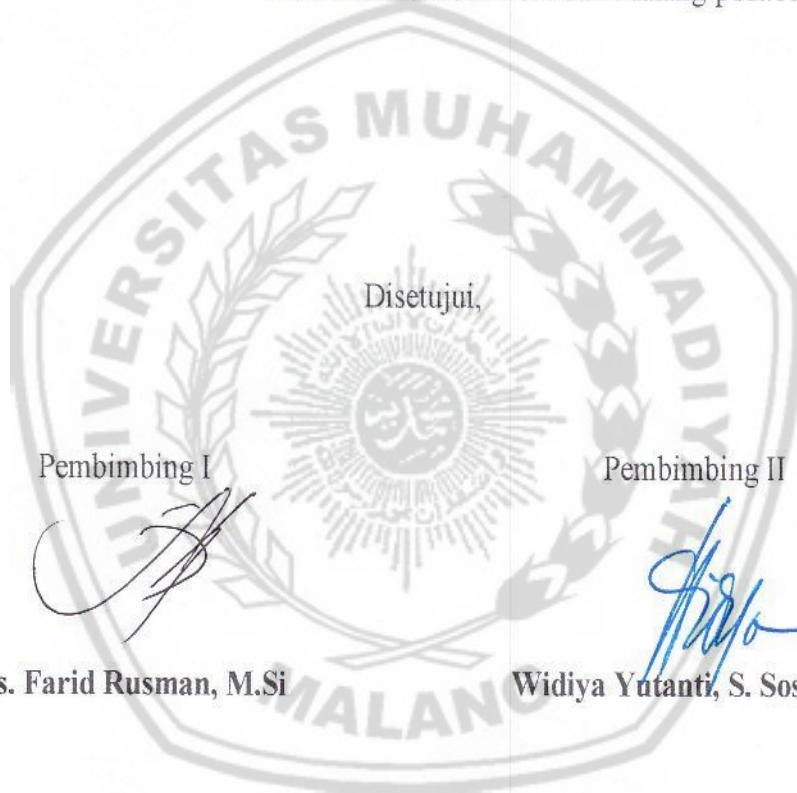 UNIVERSITAS MUHAMMADIYAH
Disetujui,
Pembimbing I Pembimbing II
s. Farid Rusman, M.Si Widiya Yutanti, S. Sos
MALANG